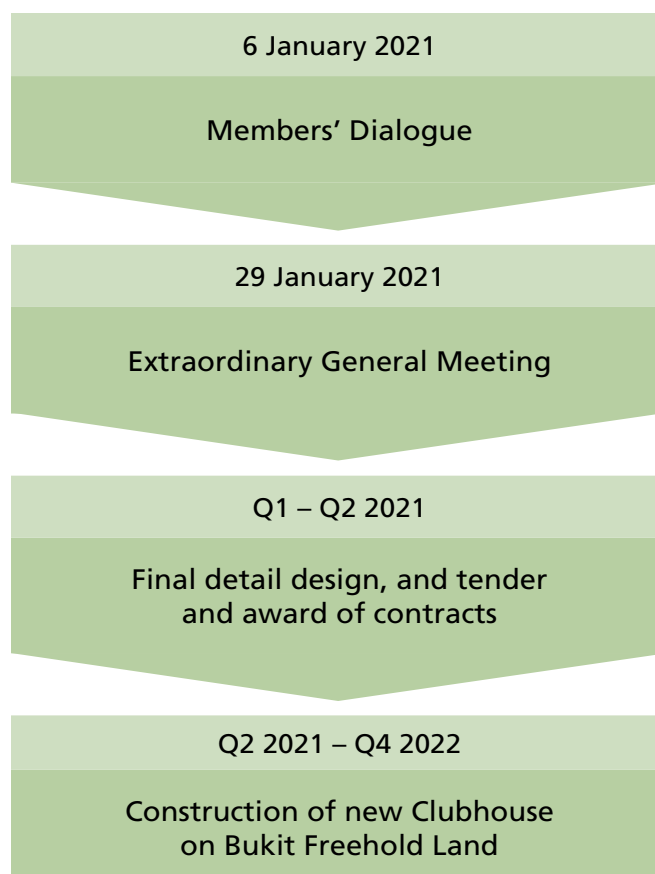 6 January 2021
Members’ Dialogue
29 January 2021
Extraordinary General Meeting
Q1 – Q2 2021
Final detail design, and tender
and award of contracts
Q2 2021 – Q4 2022
Construction of new Clubhouse
on Bukit Freehold Land